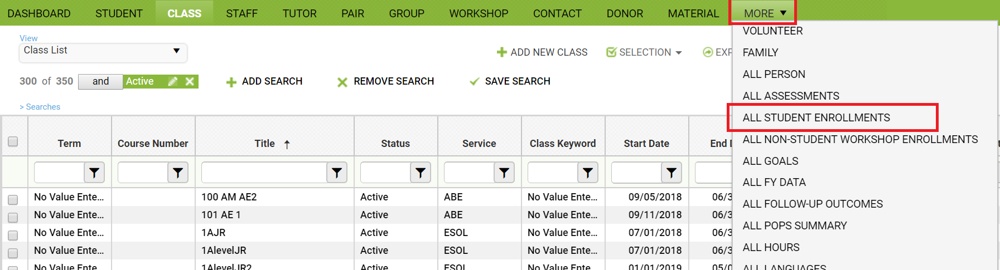 DASHBOARD STUDENT CLASS STAFF TUTOR PAIR GROUP WORKSHOP CONTACT DONOR MATERIAL MORE
View
Class List
ADD NEW CLASS SELECTION EXP
300 of 350 and Active ADD SEARCH REMOVE SEARCH SAVE SEARCH
> Searches
VOLUNTEER
FAMILY
ALL PERSON
ALL ASSESSMENTS
ALL STUDENT ENROLLMENTS
ALL NON-STUDENT WORKSHOP ENROLLMENTS
ALL GOALS
ALL FY DATA
ALL FOLLOW-UP OUTCOMES
ALL POPS SUMMARY
ALL HOURS
ALL LANGUAGES
Term Course Number Title Status Service Class Keyword Start Date End D
No Value Ente... 100 AM AE2 Active ABE No Value Ente... 09/05/2018 06/3
No Value Ente... 101 AE 1 Active ABE No Value Ente... 09/11/2018 06/3
No Value Ente... 1AJR Active ESOL No Value Ente... 07/01/2018 06/3
No Value Ente... 1AlevelJR Active ESOL No Value Ente... 07/01/2018 06/3
No Value Ente... 1AlevelJR2 Active ESOL No Value Ente... 01/01/2019 05/0